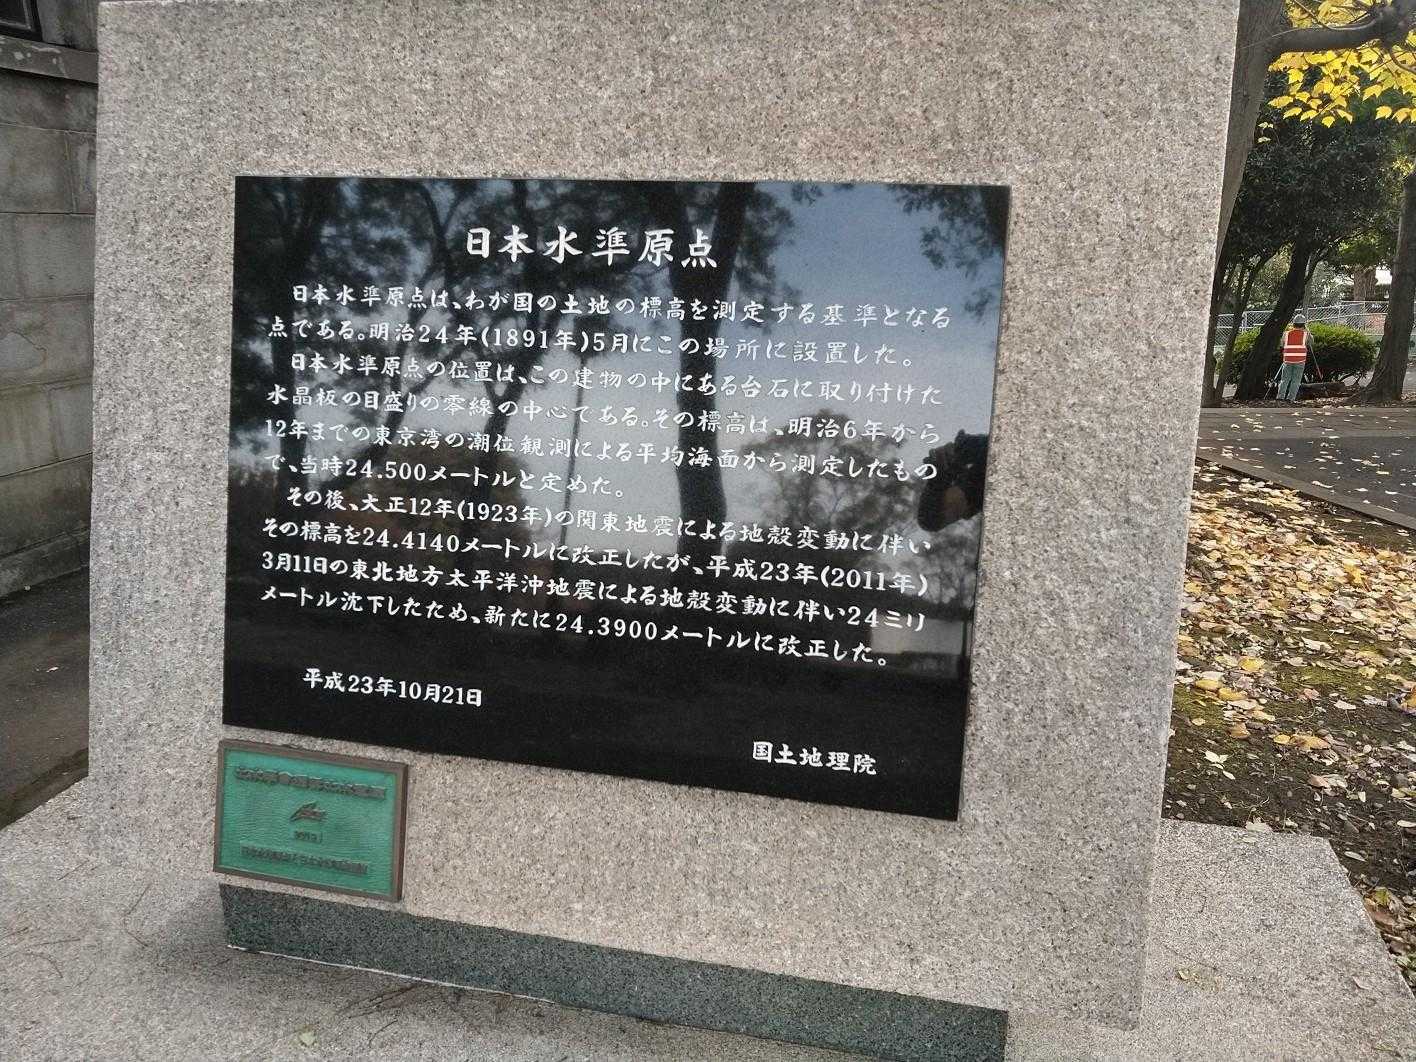 日本水準原点
日本水準原点は、わが国の土地の標高を測定する基準となる
点である。明治24年(1891年)5月にこの場所に設置した。
日本水準原点の位置は、この建物の中にある台石に取り付けた
水晶板の目盛りの零線の中心である。その標高は、明治6年から
12年までの東京湾の潮位観測による平均海面から測定したもの
で、当時24.500メートルと定めた。
その後、大正12年(1923年)の関東地震による地殻変動に伴い
その標高を24.4140メートルに改正したが、平成23年(2011年)
3月11日の東北地方太平洋沖地震による地殻変動に伴い24ミリ
メートル沈下したため、新たに24.3900メートルに改正した。
平成23年10月21日
国土地理院